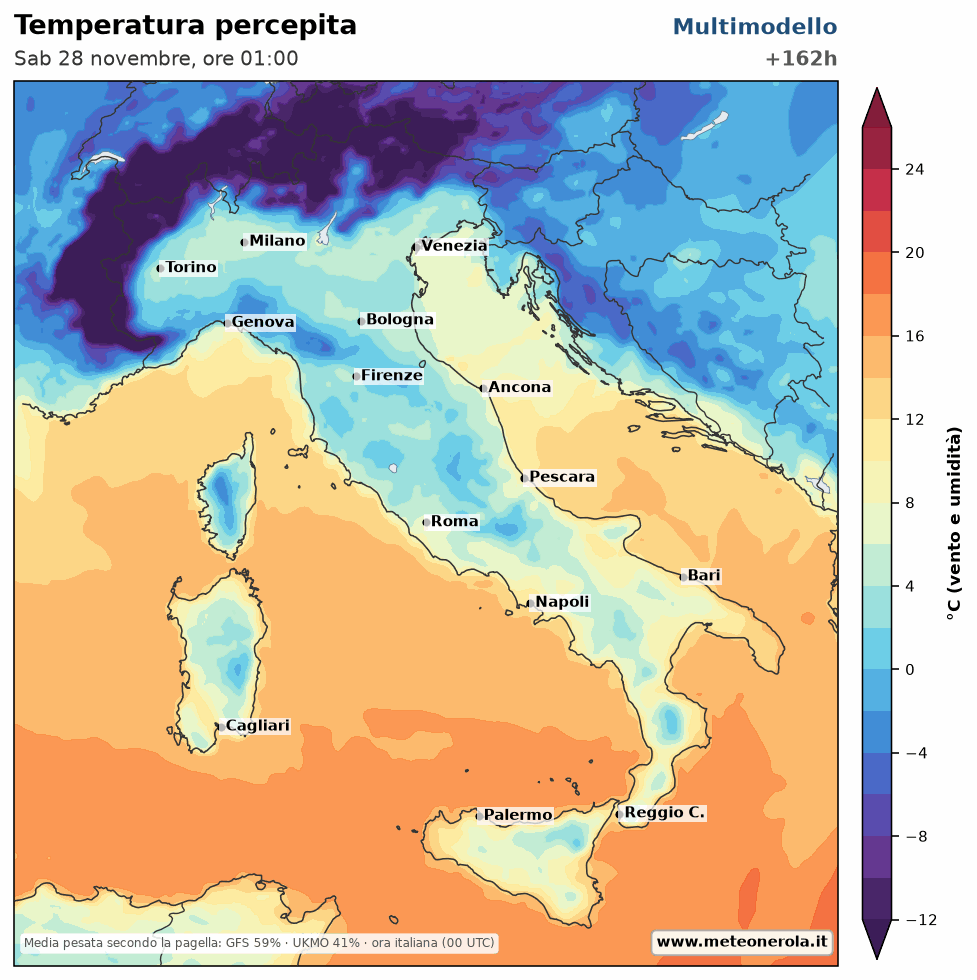 Temperatura percepita
Multimodello
Sab 28 novembre, ore 01:00
+162h
24
20
16
12
8
4
0
−4
−8
−12
°C (vento e umidità)
Milano
Venezia
Torino
Genova
Bologna
Firenze
Ancona
Pescara
Roma
Bari
Napoli
Cagliari
Palermo
Reggio C.
Media pesata secondo la pagella: GFS 59% · UKMO 41% · ora italiana (00 UTC)
www.meteonerola.it